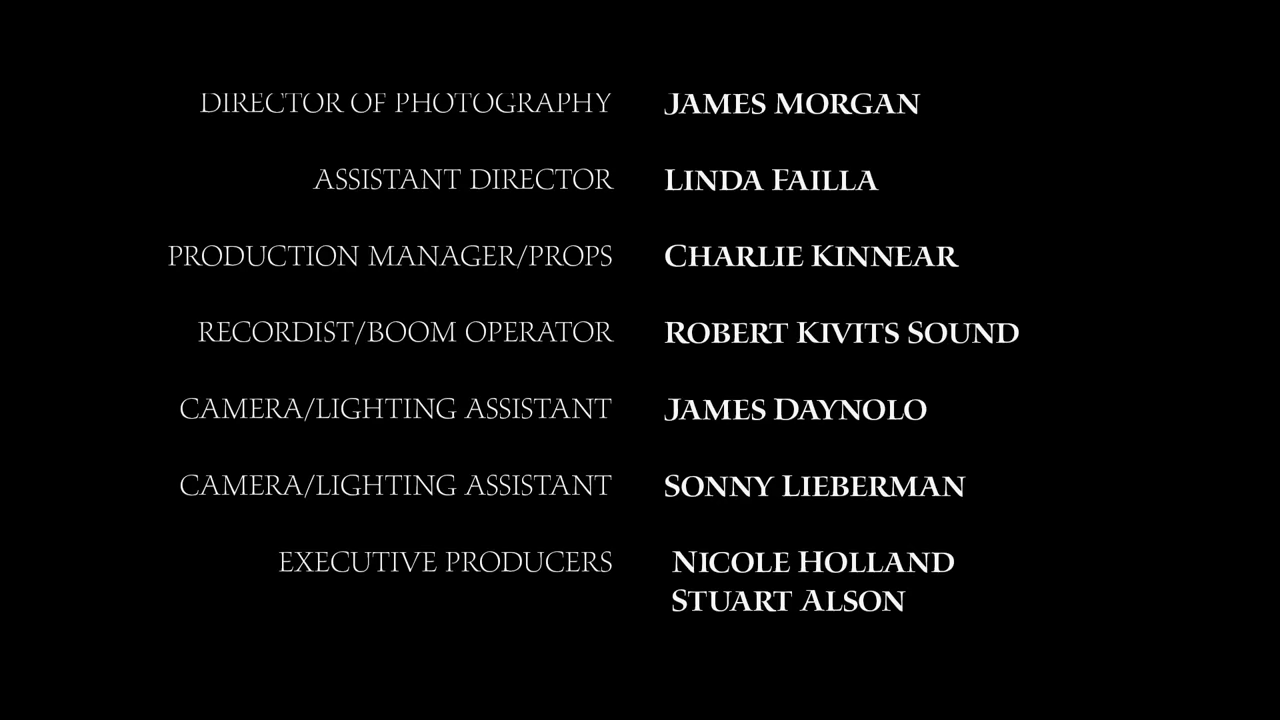 DIRECTOR OF PHOTOGRAPHY JAMES MORGAN
ASSISTANT DIRECTOR LINDA FAILLA
PRODUCTION MANAGER/PROPS CHARLIE KINNEAR
RECORDIST/BOOM OPERATOR ROBERT KIVITS SOUND
CAMERA/LIGHTING ASSISTANT JAMES DAYNOLO
CAMERA/LIGHTING ASSISTANT SONNY LIEBERMAN
EXECUTIVE PRODUCERS NICOLE HOLLAND
STUART ALSON